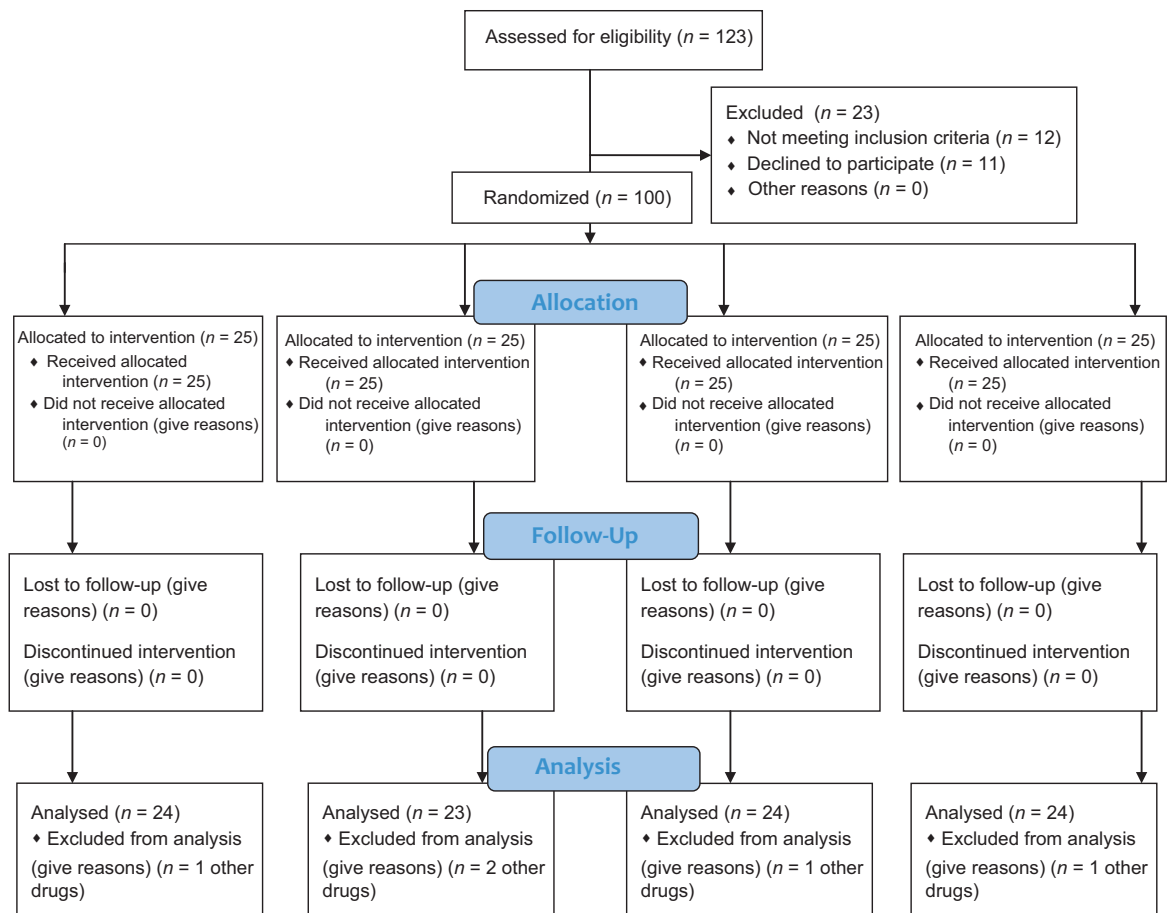 Assessed for eligibility (n = 123)
Excluded (n = 23)
♦ Not meeting inclusion criteria (n = 12)
♦ Declined to participate (n = 11)
♦ Other reasons (n = 0)
Randomized (n = 100)
Allocation
Allocated to intervention (n = 25)
♦ Received allocated
intervention (n = 25)
♦ Did not receive allocated
intervention (give reasons)
(n = 0)
Allocated to intervention (n = 25)
♦ Received allocated intervention
(n = 25)
♦ Did not receive allocated
intervention (give reasons)
(n = 0)
Allocated to intervention (n = 25)
♦ Received allocated intervention
(n = 25)
♦ Did not receive allocated
intervention (give reasons)
(n = 0)
Allocated to intervention (n = 25)
♦ Received allocated intervention
(n = 25)
♦ Did not receive allocated
intervention (give reasons)
(n = 0)
Follow-Up
Lost to follow-up (give
reasons) (n = 0)
Discontinued intervention
(give reasons) (n = 0)
Lost to follow-up (give
reasons) (n = 0)
Discontinued intervention
(give reasons) (n = 0)
Lost to follow-up (give
reasons) (n = 0)
Discontinued intervention
(give reasons) (n = 0)
Lost to follow-up (give
reasons) (n = 0)
Discontinued intervention
(give reasons) (n = 0)
Analysis
Analysed (n = 24)
♦ Excluded from analysis
(give reasons) (n = 1 other
drugs)
Analysed (n = 23)
♦ Excluded from analysis
(give reasons) (n = 2 other
drugs)
Analysed (n = 24)
♦ Excluded from analysis
(give reasons) (n = 1 other
drugs)
Analysed (n = 24)
♦ Excluded from analysis
(give reasons) (n = 1 other
drugs)